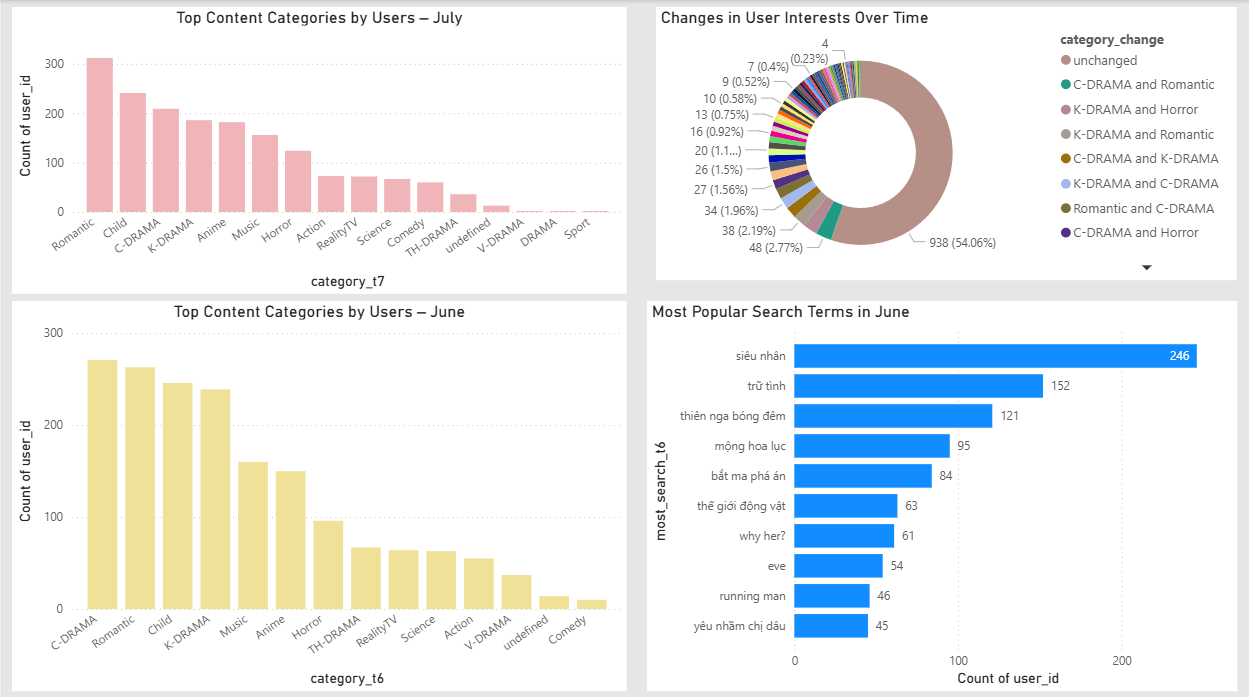 Top Content Categories by Users – July
Count of user_id
300
200
100
0
Romantic
Child
C-DRAMA
K-DRAMA
Anime
Music
Horror
Action
RealityTV
Science
Comedy
TH-DRAMA
undefined
V-DRAMA
DRAMA
Sport
category_t7
Changes in User Interests Over Time
4
(0.23%)
7 (0.4%)
9 (0.52%)
10 (0.58%)
13 (0.75%)
16 (0.92%)
20 (1.1...)
26 (1.5%)
27 (1.56%)
34 (1.96%)
38 (2.19%)
48 (2.77%)
938 (54.06%)
category_change
unchanged
C-DRAMA and Romantic
K-DRAMA and Horror
K-DRAMA and Romantic
C-DRAMA and K-DRAMA
K-DRAMA and C-DRAMA
Romantic and C-DRAMA
C-DRAMA and Horror
Top Content Categories by Users – June
Count of user_id
300
200
100
0
C-DRAMA
Romantic
Child
K-DRAMA
Music
Anime
Horror
TH-DRAMA
RealityTV
Science
Action
V-DRAMA
undefined
Comedy
category_t6
Most Popular Search Terms in June
most_search_t6
siêu nhân 246
trữ tình 152
thiên nga bóng đêm 121
mộng hoa lục 95
bắt ma phá án 84
thế giới động vật 63
why her? 61
eve 54
running man 46
yêu nhầm chị dâu 45
0 100 200
Count of user_id